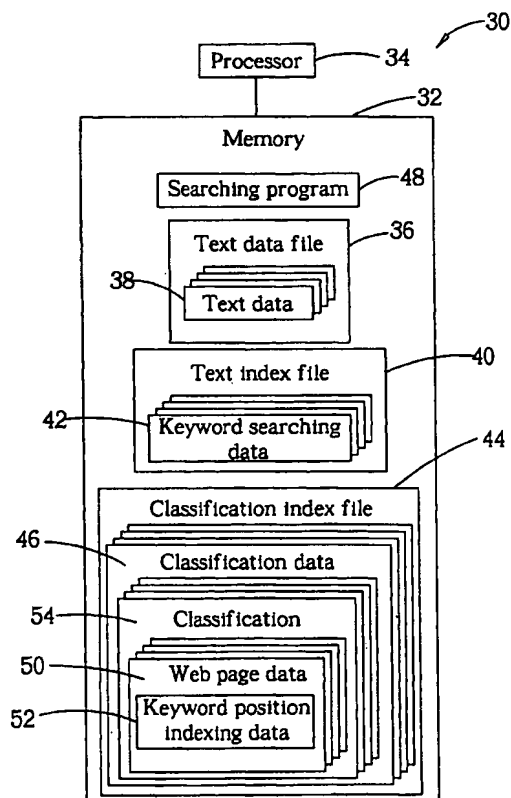 30
Processor
34
32
Memory
Searching program
48
36
Text data file
38
Text data
40
Text index file
42
Keyword searching
data
44
Classification index file
46
Classification data
54
Classification
50
Web page data
52
Keyword position
indexing data